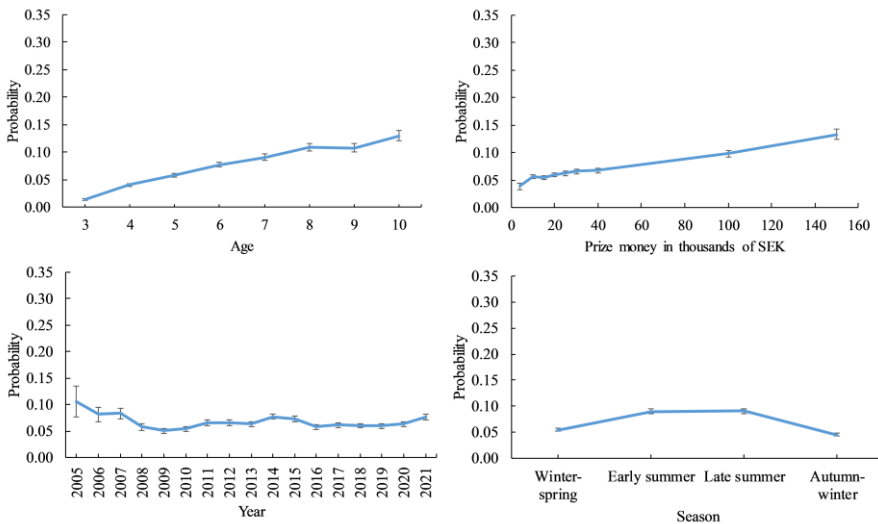 0.35
0.30
0.25
0.20
0.15
0.10
0.05
0.00
Probability
3 4 5 6 7 8 9 10
Age
0.35
0.30
0.25
0.20
0.15
0.10
0.05
0.00
Probability
0 20 40 60 80 100 120 140 160
Prize money in thousands of SEK
0.35
0.30
0.25
0.20
0.15
0.10
0.05
0.00
Probability
2005 2006 2007 2008 2009 2010 2011 2012 2013 2014 2015 2016 2017 2018 2019 2020 2021
Year
0.35
0.30
0.25
0.20
0.15
0.10
0.05
0.00
Probability
Winter- Early summer Late summer Autumn-
spring winter
Season